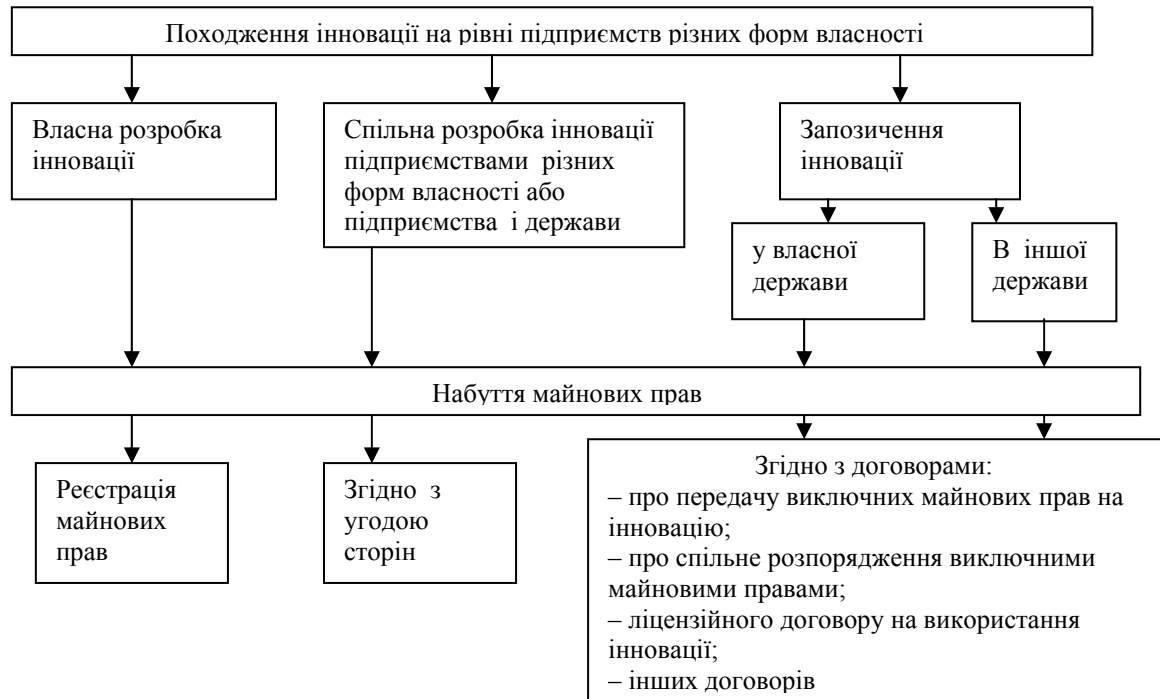 Походження інновації на рівні підприємств різних форм власності
Власна розробка
інновації
Спільна розробка інновації
підприємствами різних
форм власності або
підприємства і держави
Запозичення
інновації
у власної
держави
В іншої
держави
Набуття майнових прав
Реєстрація
майнових
прав
Згідно з
угодою
сторін
Згідно з договорами:
– про передачу виключних майнових прав на
інновацію;
– про спільне розпорядження виключними
майновими правами;
– ліцензійного договору на використання
інновації;
– інших договорів